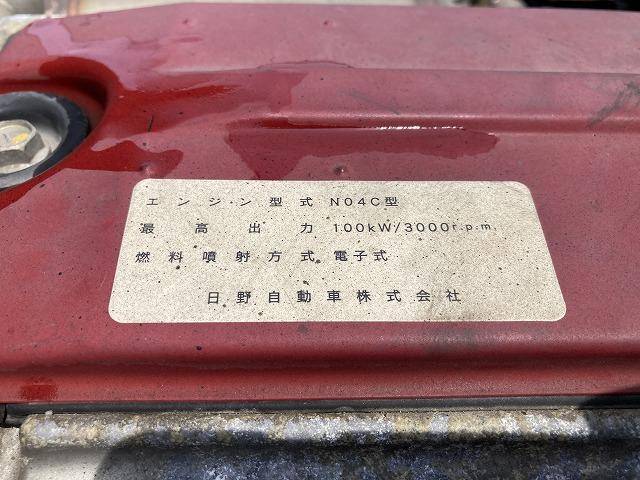 エンジン型式 N04C型
最高出力 100kW/3000r.p.m.
燃料噴射方式 電子式
日野自動車株式会社